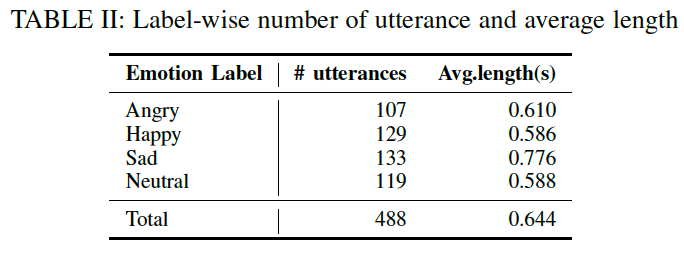 TABLE II: Label-wise number of utterance and average length
Emotion Label # utterances Avg.length(s)
Angry 107 0.610
Happy 129 0.586
Sad 133 0.776
Neutral 119 0.588
Total 488 0.644